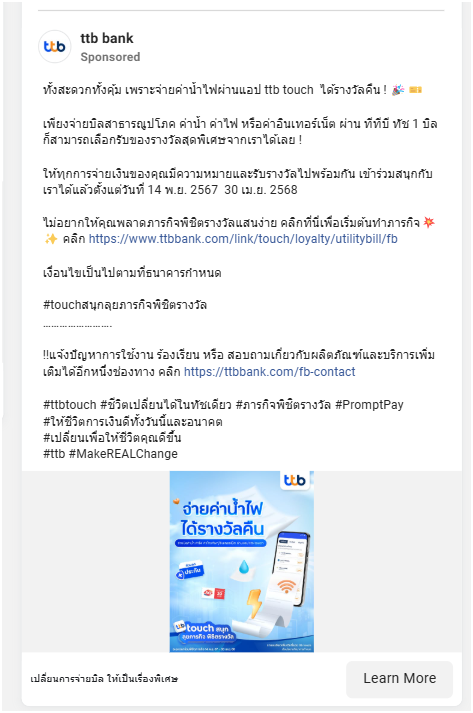 ttb
ttb bank
Sponsored
ทั้งสะดวกทั้งคุ้ม เพราะจ่ายค่าน้ำไฟผ่านแอป ttb touch ได้รางวัลคืน ! 🎉 🎫
เพียงจ่ายบิลสาธารณูปโภค ค่าน้ำ ค่าไฟ หรือค่าอินเทอร์เน็ต ผ่าน ทีทีบี ทัช 1 บิล
ก็สามารถเลือกรับของรางวัลสุดพิเศษจากเราได้เลย !
ให้ทุกการจ่ายเงินของคุณมีความหมายและรับรางวัลไปพร้อมกัน เข้าร่วมสนุกกับ
เราได้แล้วตั้งแต่วันที่ 14 พ.ย. 2567 30 เม.ย. 2568
ไม่อยากให้คุณพลาดภารกิจพิชิตรางวัลแสนง่าย คลิกที่นี่เพื่อเริ่มต้นทำภารกิจ 💥
✨ คลิก https://www.ttbbank.com/link/touch/loyalty/utilitybill/fb
เงื่อนไขเป็นไปตามที่ธนาคารกำหนด
#touchสนุกลุยภารกิจพิชิตรางวัล
…………………….
!!แจ้งปัญหาการใช้งาน ร้องเรียน หรือ สอบถามเกี่ยวกับผลิตภัณฑ์และบริการเพิ่ม
เติมได้อีกหนึ่งช่องทาง คลิก https://ttbbank.com/fb-contact
#ttbtouch #ชีวิตเปลี่ยนได้ในทัชเดียว #ภารกิจพิชิตรางวัล #PromptPay
#ให้ชีวิตการเงินดีทั้งวันนี้และอนาคต
#เปลี่ยนเพื่อให้ชีวิตคุณดีขึ้น
#ttb #MakeREALChange
ttb
จ่ายค่าน้ำไฟ
ได้รางวัลคืน
ttb touch สนุก
ลุยภารกิจ พิชิตรางวัล
เปลี่ยนการจ่ายบิล ให้เป็นเรื่องพิเศษ
Learn More